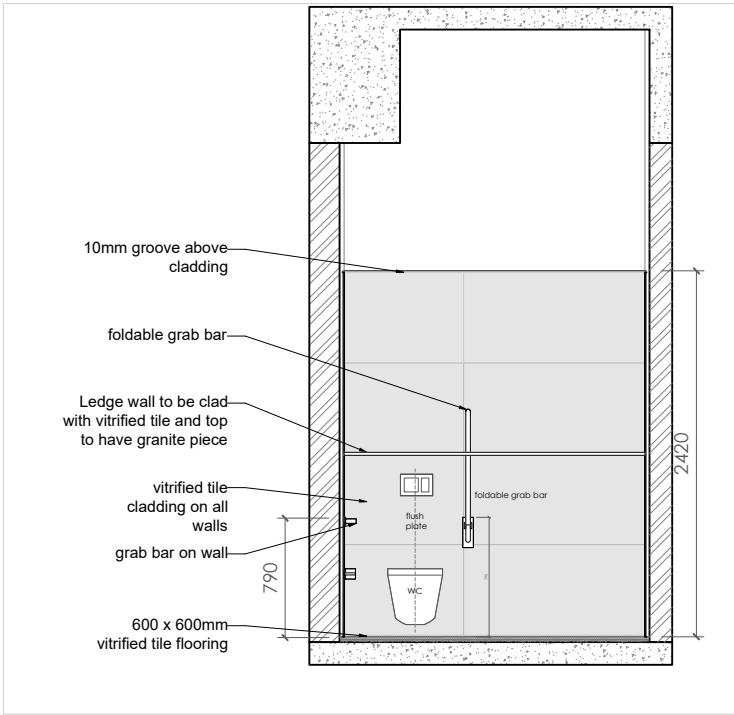 10mm groove above
cladding
foldable grab bar
Ledge wall to be clad
with vitrified tile and top
to have granite piece
vitrified tile
cladding on all
walls
grab bar on wall
600 x 600mm
vitrified tile flooring
790
2420
foldable grab bar
flush
plate
WC